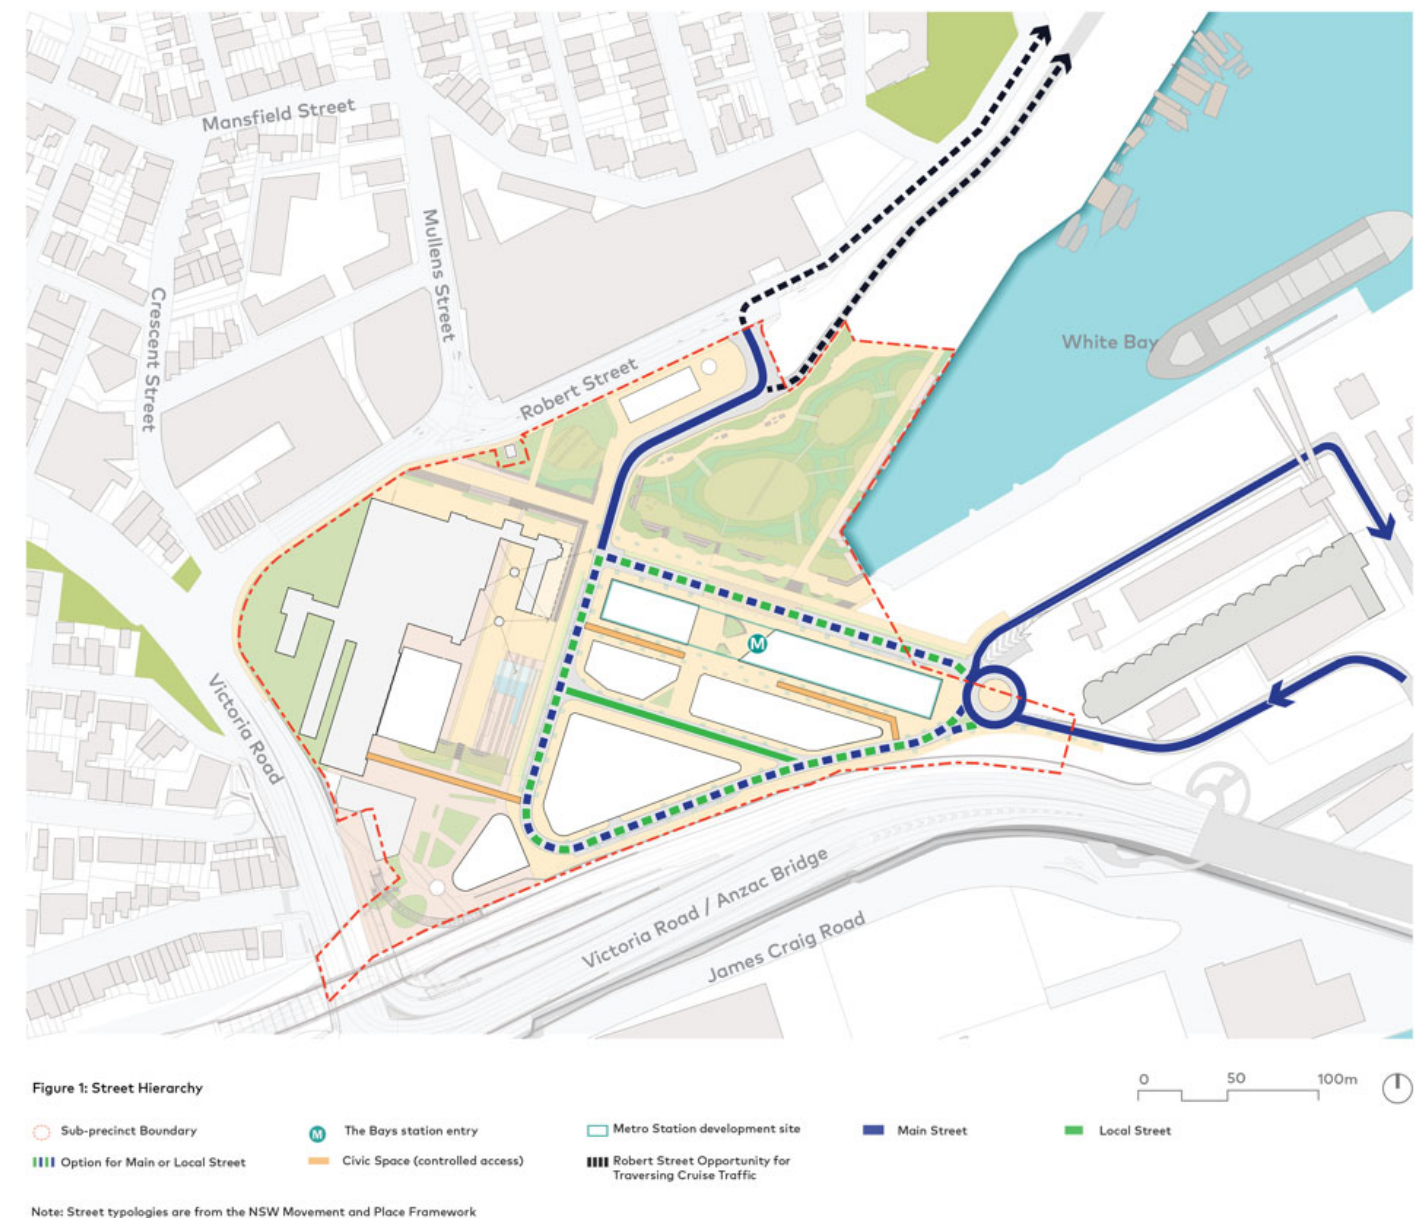 Mansfield Street
Mullens Street
Crescent Street
White Bay
Robert Street
M
Victoria Road
Victoria Road / Anzac Bridge
James Craig Road
Figure 1: Street Hierarchy
0 50 100m
Sub-precinct Boundary
M The Bays station entry
Metro Station development site
Main Street
Local Street
Option for Main or Local Street
Civic Space (controlled access)
Robert Street Opportunity for
Traversing Cruise Traffic
Note: Street typologies are from the NSW Movement and Place Framework